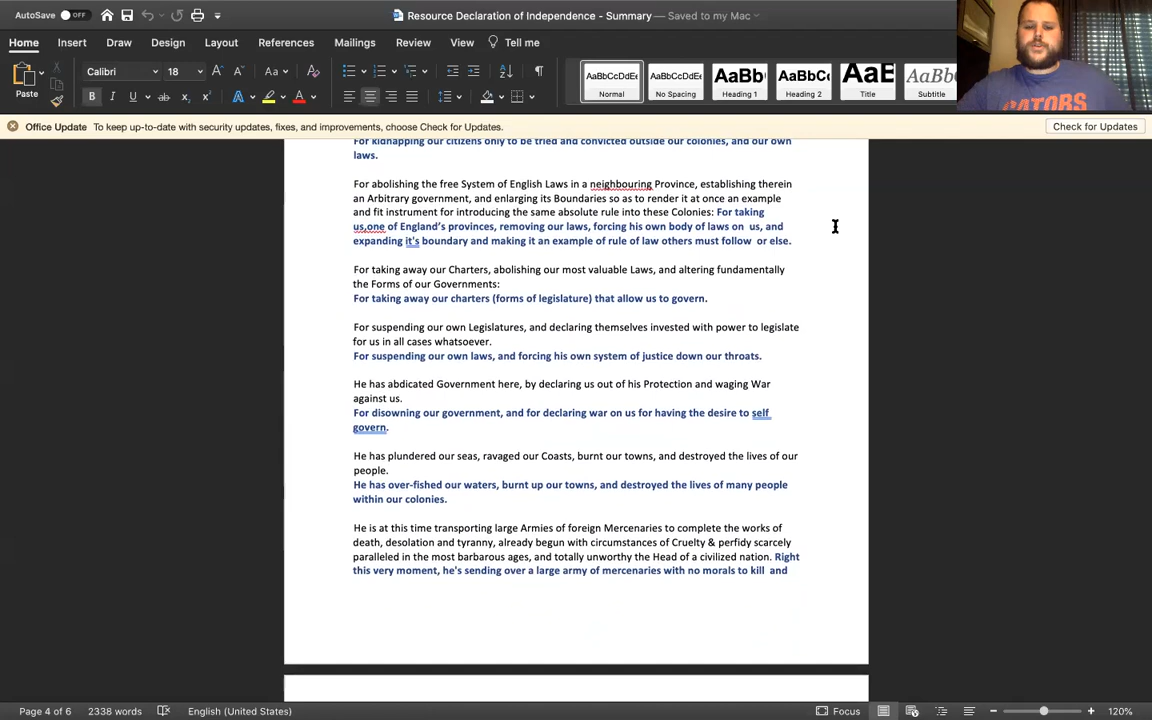 AutoSave OFF
Resource Declaration of Independence - Summary — Saved to my Mac
Home Insert Draw Design Layout References Mailings Review View Tell me
Paste
Calibri 18 Aa
B I U ab x₂ x² A A
AaBbCcDdEe AaBbCcDdEe AaBb( AaBbCc AaE AaBb(
Normal No Spacing Heading 1 Heading 2 Title Subtitle
GATORS
Office Update To keep up-to-date with security updates, fixes, and improvements, choose Check for Updates.
Check for Updates
For kidnapping our citizens only to be tried and convicted outside our colonies, and our own
laws.
For abolishing the free System of English Laws in a neighbouring Province, establishing therein
an Arbitrary government, and enlarging its Boundaries so as to render it at once an example
and fit instrument for introducing the same absolute rule into these Colonies: For taking
us,one of England's provinces, removing our laws, forcing his own body of laws on us, and
expanding it's boundary and making it an example of rule of law others must follow or else.
For taking away our Charters, abolishing our most valuable Laws, and altering fundamentally
the Forms of our Governments:
For taking away our charters (forms of legislature) that allow us to govern.
For suspending our own Legislatures, and declaring themselves invested with power to legislate
for us in all cases whatsoever.
For suspending our own laws, and forcing his own system of justice down our throats.
He has abdicated Government here, by declaring us out of his Protection and waging War
against us.
For disowning our government, and for declaring war on us for having the desire to self
govern.
He has plundered our seas, ravaged our Coasts, burnt our towns, and destroyed the lives of our
people.
He has over-fished our waters, burnt up our towns, and destroyed the lives of many people
within our colonies.
He is at this time transporting large Armies of foreign Mercenaries to complete the works of
death, desolation and tyranny, already begun with circumstances of Cruelty & perfidy scarcely
paralleled in the most barbarous ages, and totally unworthy the Head of a civilized nation. Right
this very moment, he's sending over a large army of mercenaries with no morals to kill and
Page 4 of 6 2338 words English (United States) Focus 120%